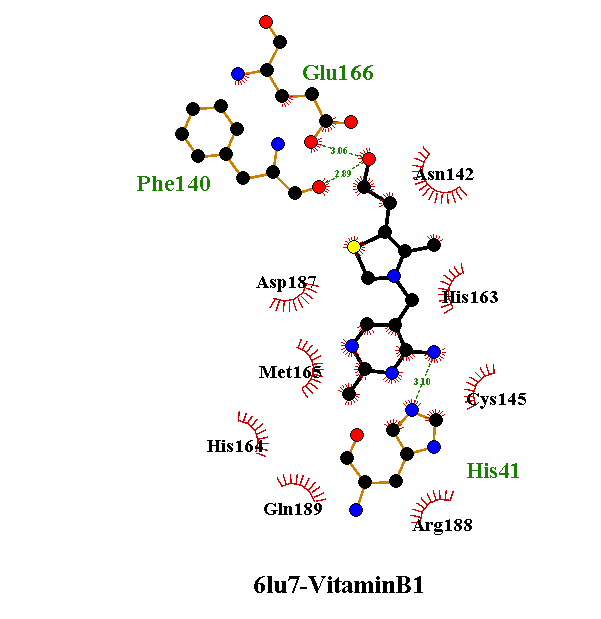 Glu166
3.06
2.89
Asn142
Phe140
Asp187
His163
Met165
3.10
Cys145
His164
His41
Gln189
Arg188
6lu7-VitaminB1